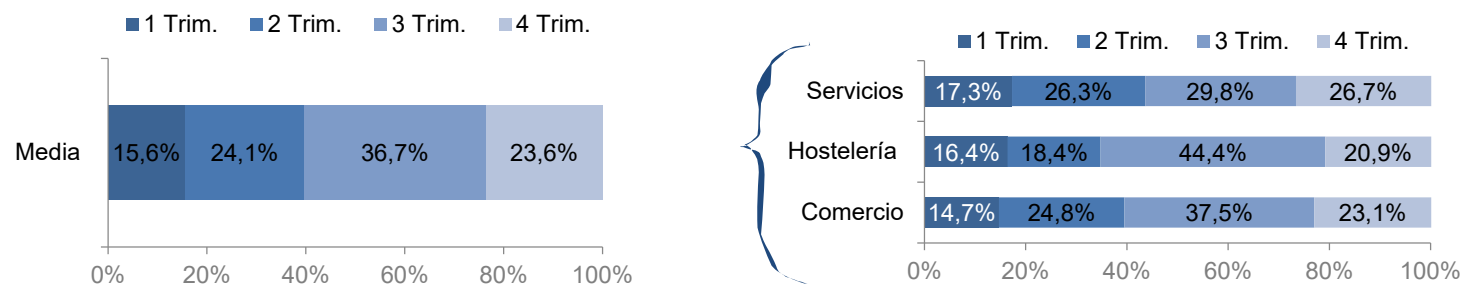 1 Trim. 2 Trim. 3 Trim. 4 Trim.
Media 15,6% 24,1% 36,7% 23,6%
0% 20% 40% 60% 80% 100%
1 Trim. 2 Trim. 3 Trim. 4 Trim.
Servicios 17,3% 26,3% 29,8% 26,7%
Hostelería 16,4% 18,4% 44,4% 20,9%
Comercio 14,7% 24,8% 37,5% 23,1%
0% 20% 40% 60% 80% 100%